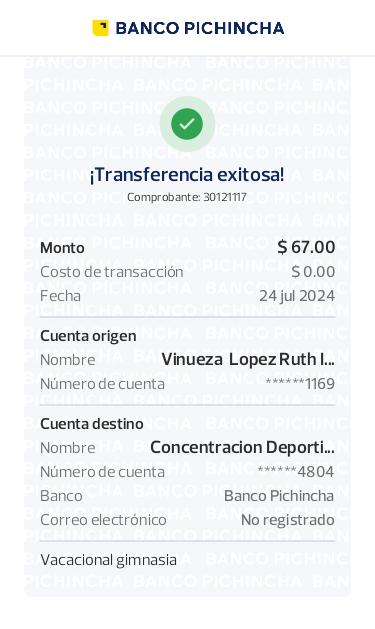 BANCO PICHINCHA
¡Transferencia exitosa!
Comprobante: 30121117
Monto $ 67.00
Costo de transacción $ 0.00
Fecha 24 jul 2024
Cuenta origen
Nombre Vinueza Lopez Ruth I...
Número de cuenta ******1169
Cuenta destino
Nombre Concentracion Deporti...
Número de cuenta ******4804
Banco Banco Pichincha
Correo electrónico No registrado
Vacacional gimnasia